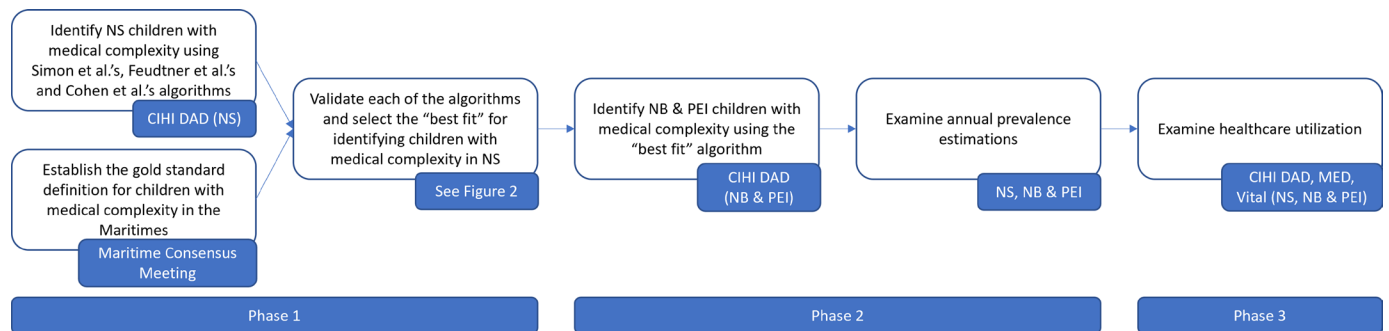 Identify NS children with
medical complexity using
Simon et al.'s, Feudtner et al.'s
and Cohen et al.'s algorithms
CIHI DAD (NS)
Establish the gold standard
definition for children with
medical complexity in the
Maritimes
Maritime Consensus
Meeting
Validate each of the algorithms
and select the “best fit” for
identifying children with
medical complexity in NS
See Figure 2
Identify NB & PEI children with
medical complexity using the
“best fit” algorithm
CIHI DAD
(NB & PEI)
Examine annual prevalence
estimations
NS, NB & PEI
Examine healthcare utilization
CIHI DAD, MED,
Vital (NS, NB & PEI)
Phase 1
Phase 2
Phase 3